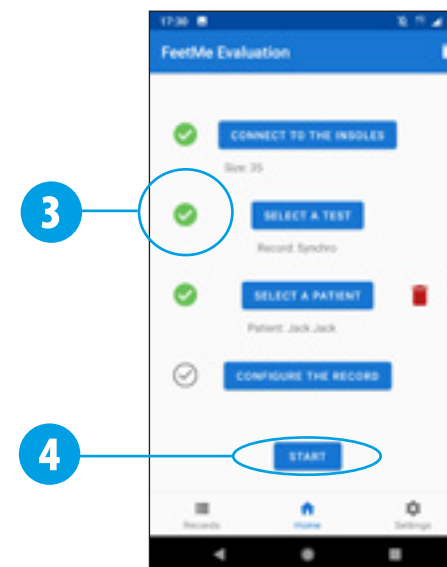 17:30
FeetMe Evaluation
CONNECT TO THE INSOLES
Size: 35
3
SELECT A TEST
Record: Synchro
SELECT A PATIENT
Patient: Jack Jack
CONFIGURE THE RECORD
4
START
Records Home Settings